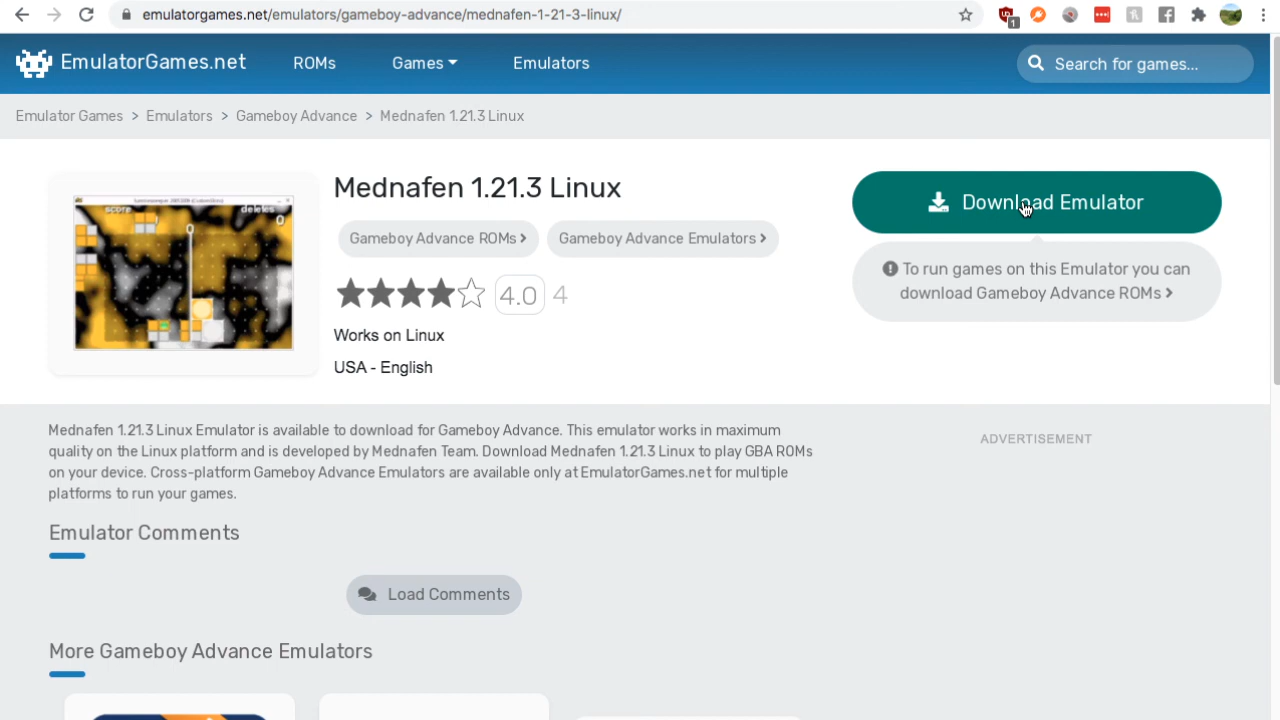 emulatorgames.net/emulators/gameboy-advance/mednafen-1-21-3-linux/
1
EmulatorGames.net ROMs Games Emulators Search for games...
Emulator Games > Emulators > Gameboy Advance > Mednafen 1.21.3 Linux
Mednafen 1.21.3 Linux
Download Emulator
score deletes
0 0
Gameboy Advance ROMs > Gameboy Advance Emulators >
To run games on this Emulator you can
download Gameboy Advance ROMs >
4.0 4
Works on Linux
USA - English
Mednafen 1.21.3 Linux Emulator is available to download for Gameboy Advance. This emulator works in maximum
quality on the Linux platform and is developed by Mednafen Team. Download Mednafen 1.21.3 Linux to play GBA ROMs
on your device. Cross-platform Gameboy Advance Emulators are available only at EmulatorGames.net for multiple
platforms to run your games.
ADVERTISEMENT
Emulator Comments
Load Comments
More Gameboy Advance Emulators